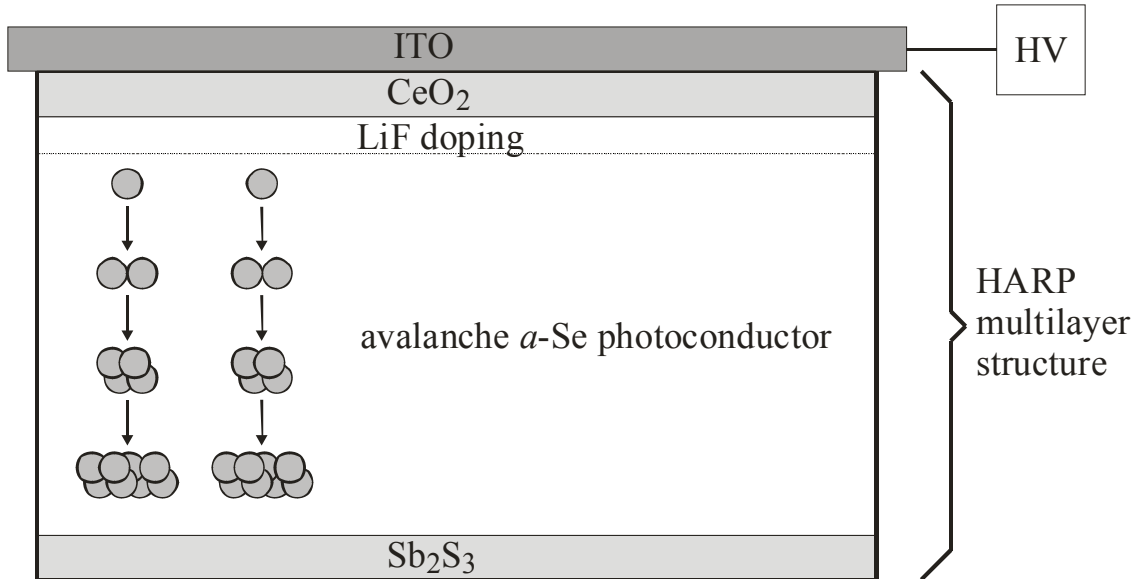 ITO
HV
CeO₂
LiF doping
avalanche a-Se photoconductor
HARP
multilayer
structure
Sb₂S₃